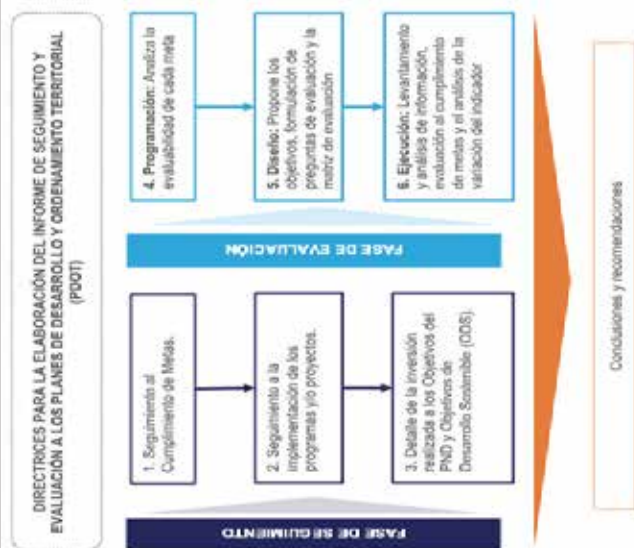 DIRECTRICES PARA LA ELABORACIÓN DEL INFORME DE SEGUIMIENTO Y
EVALUACIÓN A LOS PLANES DE DESARROLLO Y ORDENAMIENTO TERRITORIAL
(PDOT)
FASE DE SEGUIMIENTO
1. Seguimiento al
Cumplimiento de Metas.
2. Seguimiento a la
implementación de los
programas y/o proyectos.
3. Detalle de la inversión
realizada a los Objetivos del
PND y Objetivos de
Desarrollo Sostenible (ODS).
FASE DE EVALUACIÓN
4. Programación: Analiza la
evaluabilidad de cada meta
5. Diseño: Propone los
objetivos, formulación de
preguntas de evaluación y la
matriz de evaluación
6. Ejecución: Levantamiento
y análisis de información,
evaluación al cumplimiento
de metas y el análisis de la
variación del indicador
Conclusiones y recomendaciones